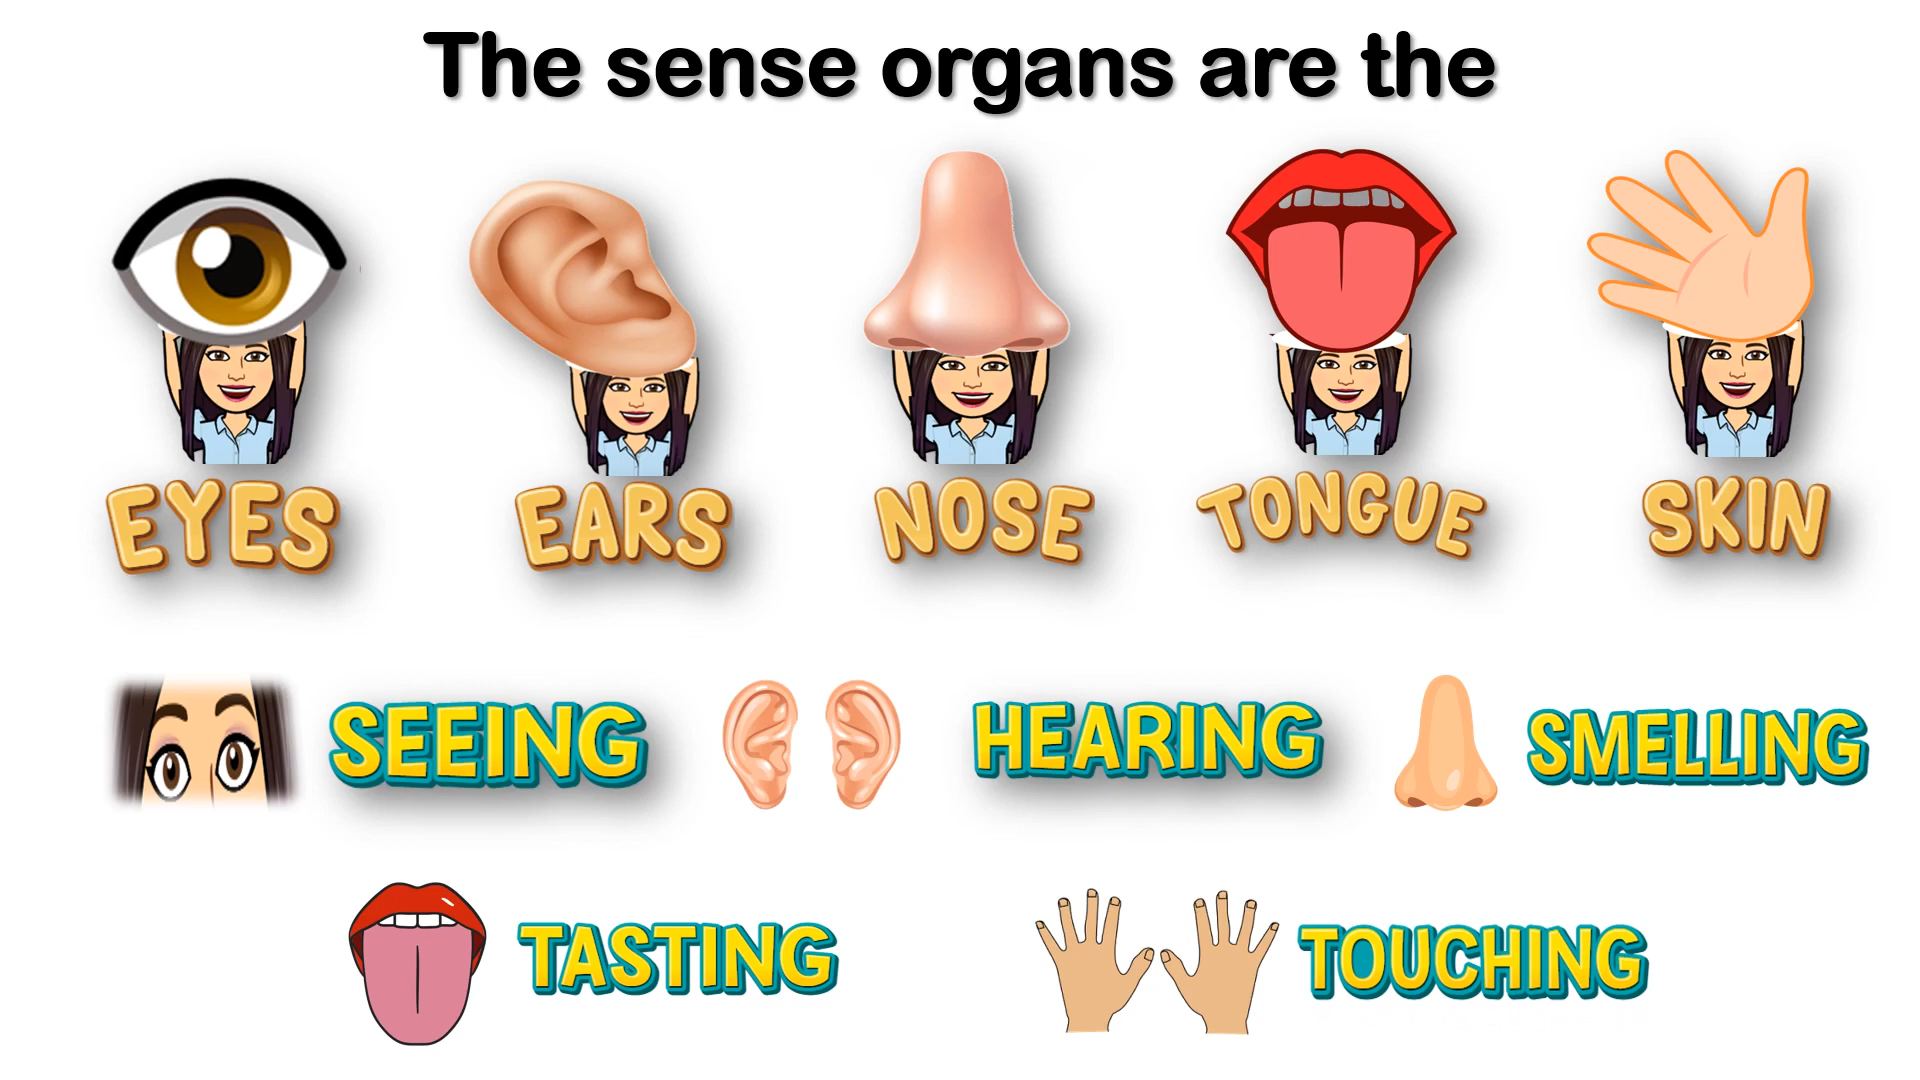 The sense organs are the
EYES EARS NOSE TONGUE SKIN
SEEING HEARING SMELLING
TASTING TOUCHING